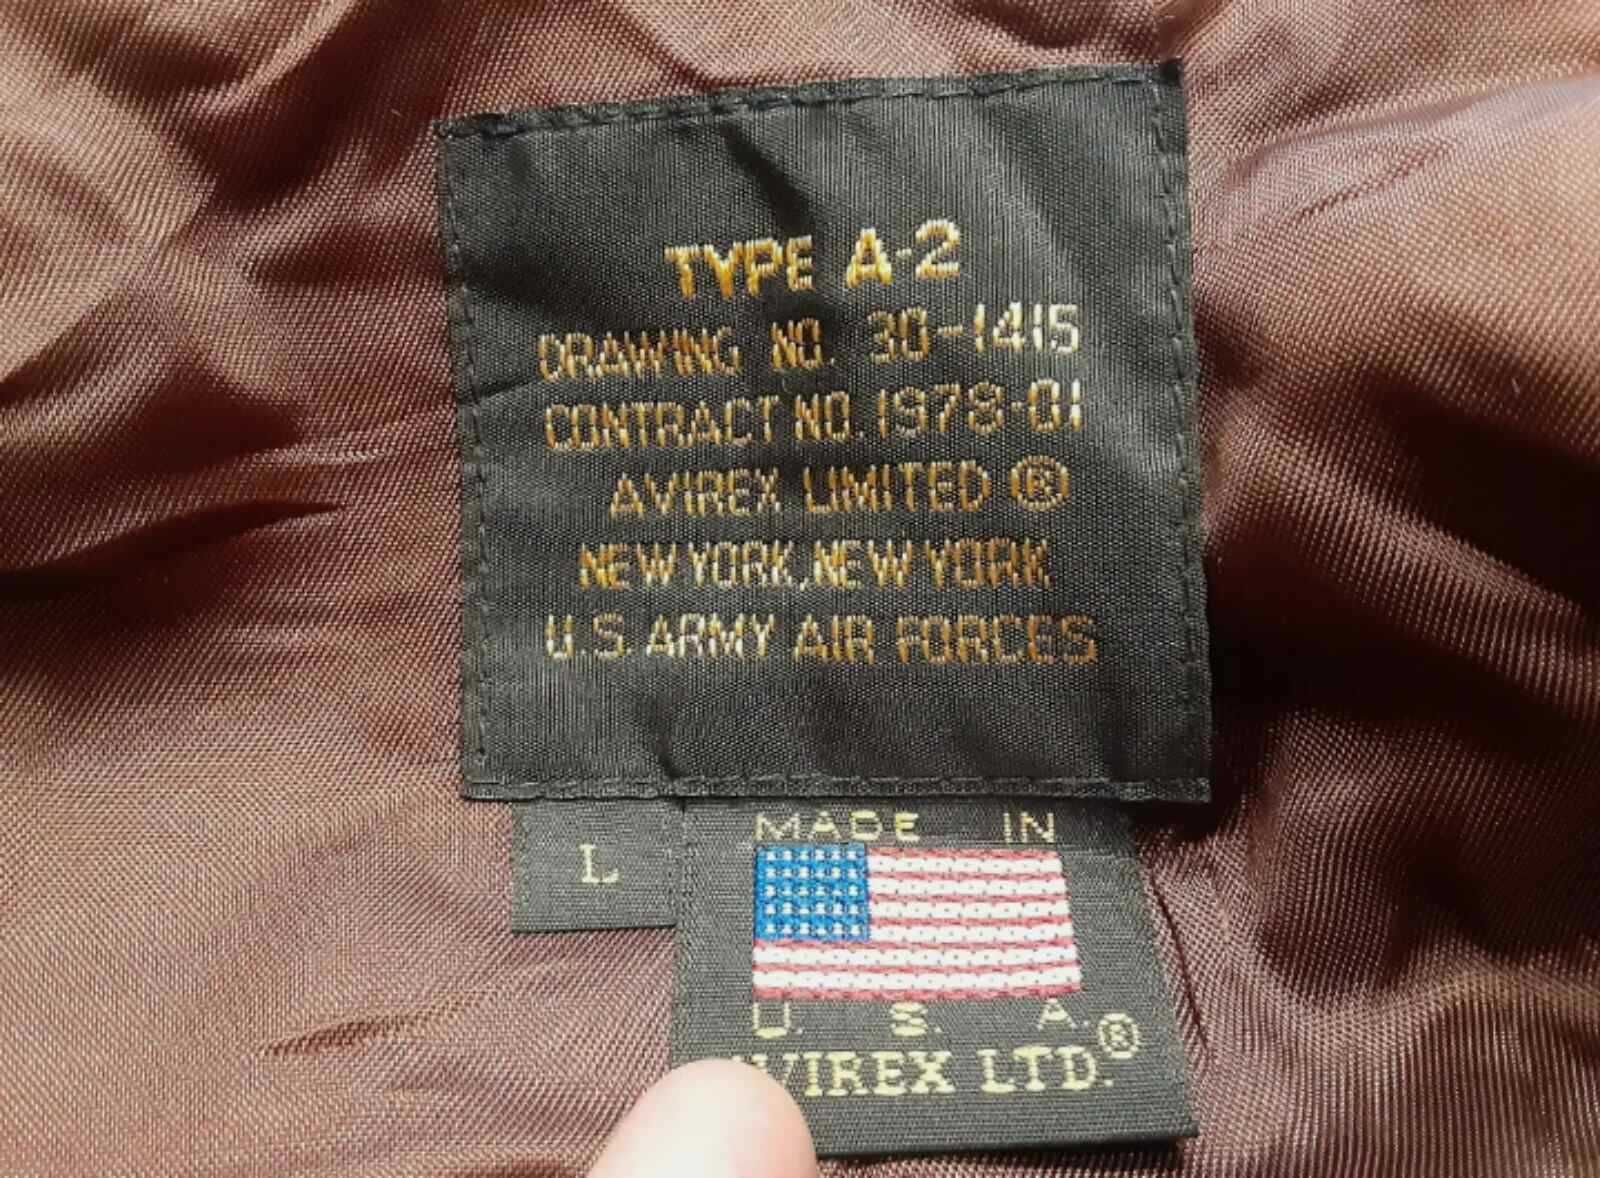 TYPE A-2
DRAWING NO. 30-1415
CONTRACT NO. 1978-01
AVIREX LIMITED ®
NEW YORK, NEW YORK
U.S. ARMY AIR FORCES
L
MADE IN
U. S. A.
AVIREX LTD.®